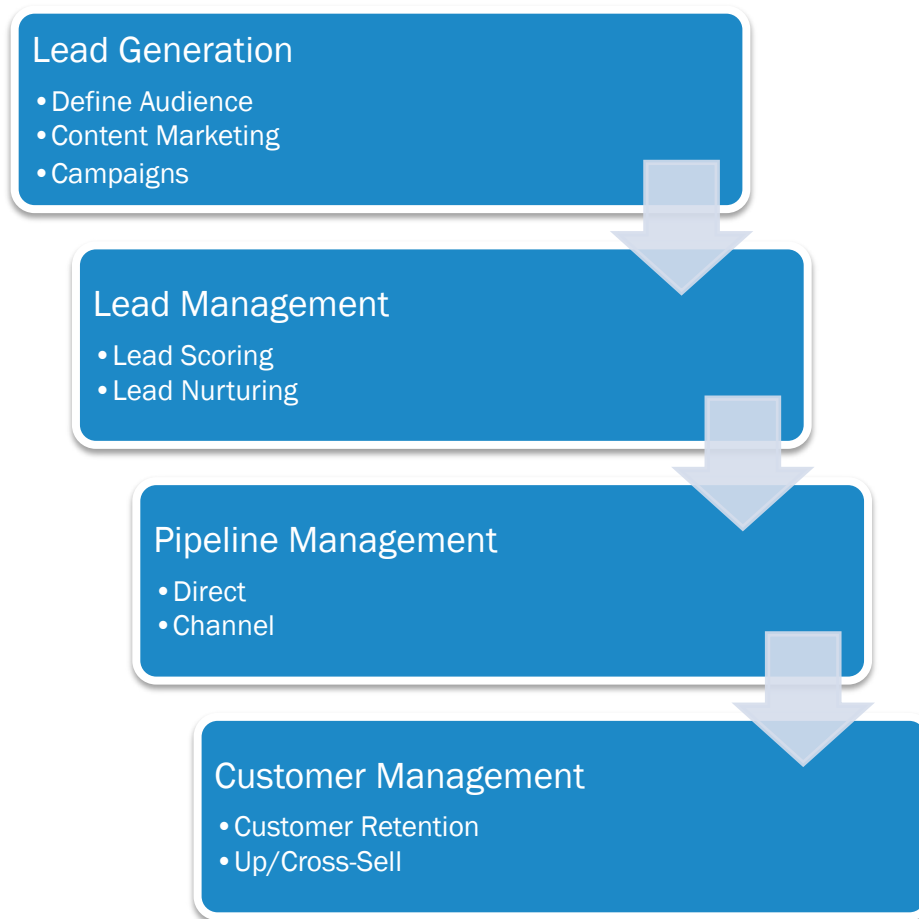 Lead Generation
•Define Audience
•Content Marketing
•Campaigns
Lead Management
•Lead Scoring
•Lead Nurturing
Pipeline Management
•Direct
•Channel
Customer Management
•Customer Retention
•Up/Cross-Sell